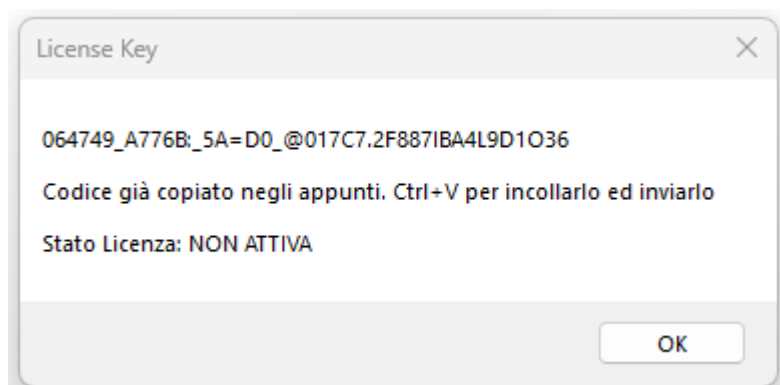 License Key
064749_A776B:_5A=D0_@017C7.2F887IBA4L9D1O36
Codice già copiato negli appunti. Ctrl+V per incollarlo ed inviarlo
Stato Licenza: NON ATTIVA
OK